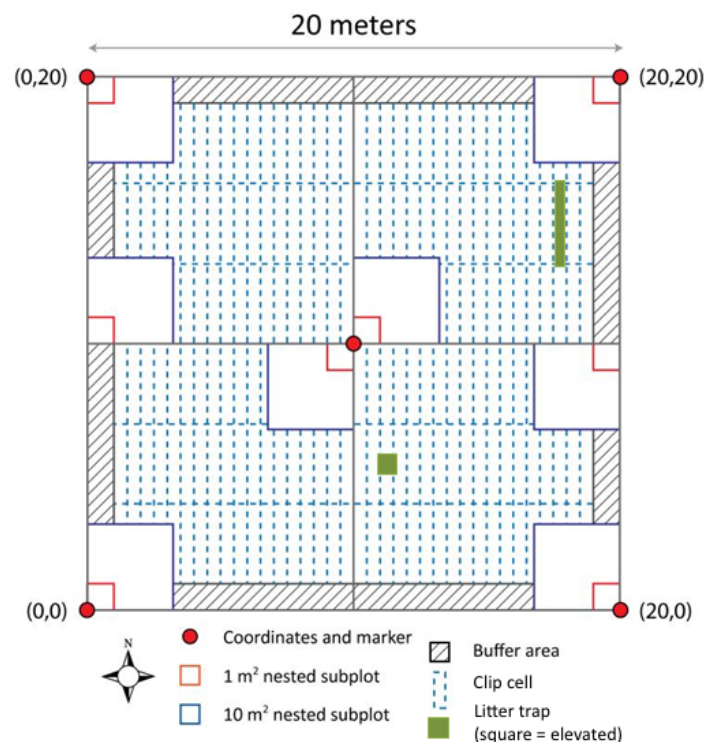 20 meters
(0,20)
(20,20)
(0,0)
(20,0)
N
Coordinates and marker
1 m² nested subplot
10 m² nested subplot
Buffer area
Clip cell
Litter trap
(square = elevated)